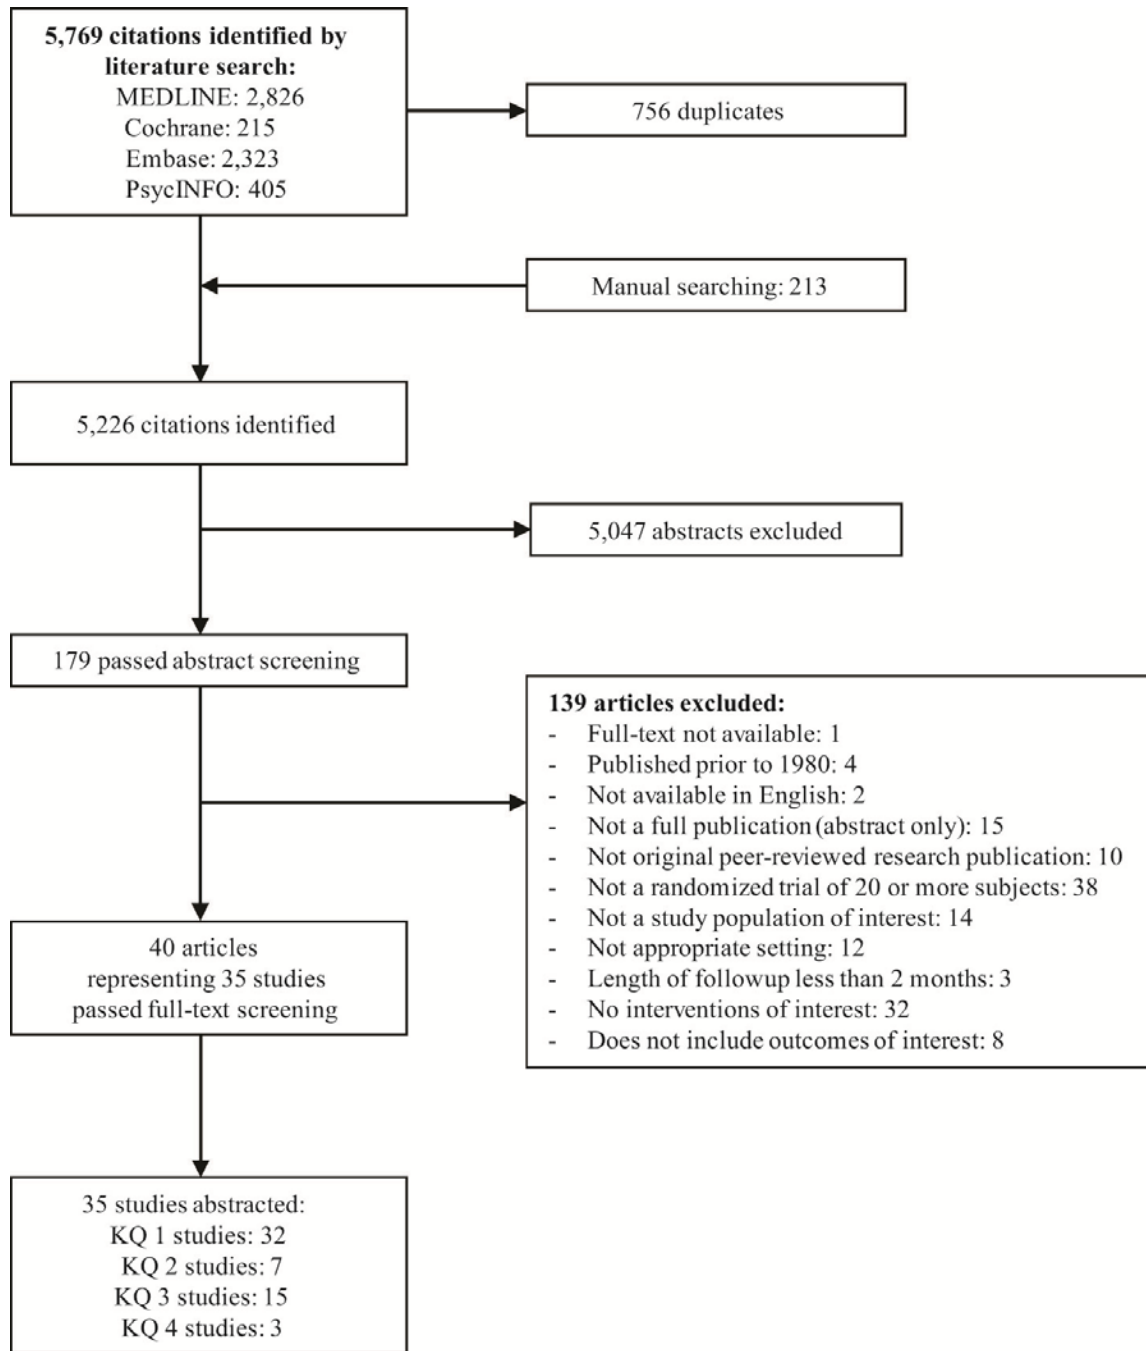 5,769 citations identified by
literature search:
MEDLINE: 2,826
Cochrane: 215
Embase: 2,323
PsycINFO: 405
756 duplicates
Manual searching: 213
5,226 citations identified
5,047 abstracts excluded
179 passed abstract screening
139 articles excluded:
- Full-text not available: 1
- Published prior to 1980: 4
- Not available in English: 2
- Not a full publication (abstract only): 15
- Not original peer-reviewed research publication: 10
- Not a randomized trial of 20 or more subjects: 38
- Not a study population of interest: 14
- Not appropriate setting: 12
- Length of followup less than 2 months: 3
- No interventions of interest: 32
- Does not include outcomes of interest: 8
40 articles
representing 35 studies
passed full-text screening
35 studies abstracted:
KQ 1 studies: 32
KQ 2 studies: 7
KQ 3 studies: 15
KQ 4 studies: 3